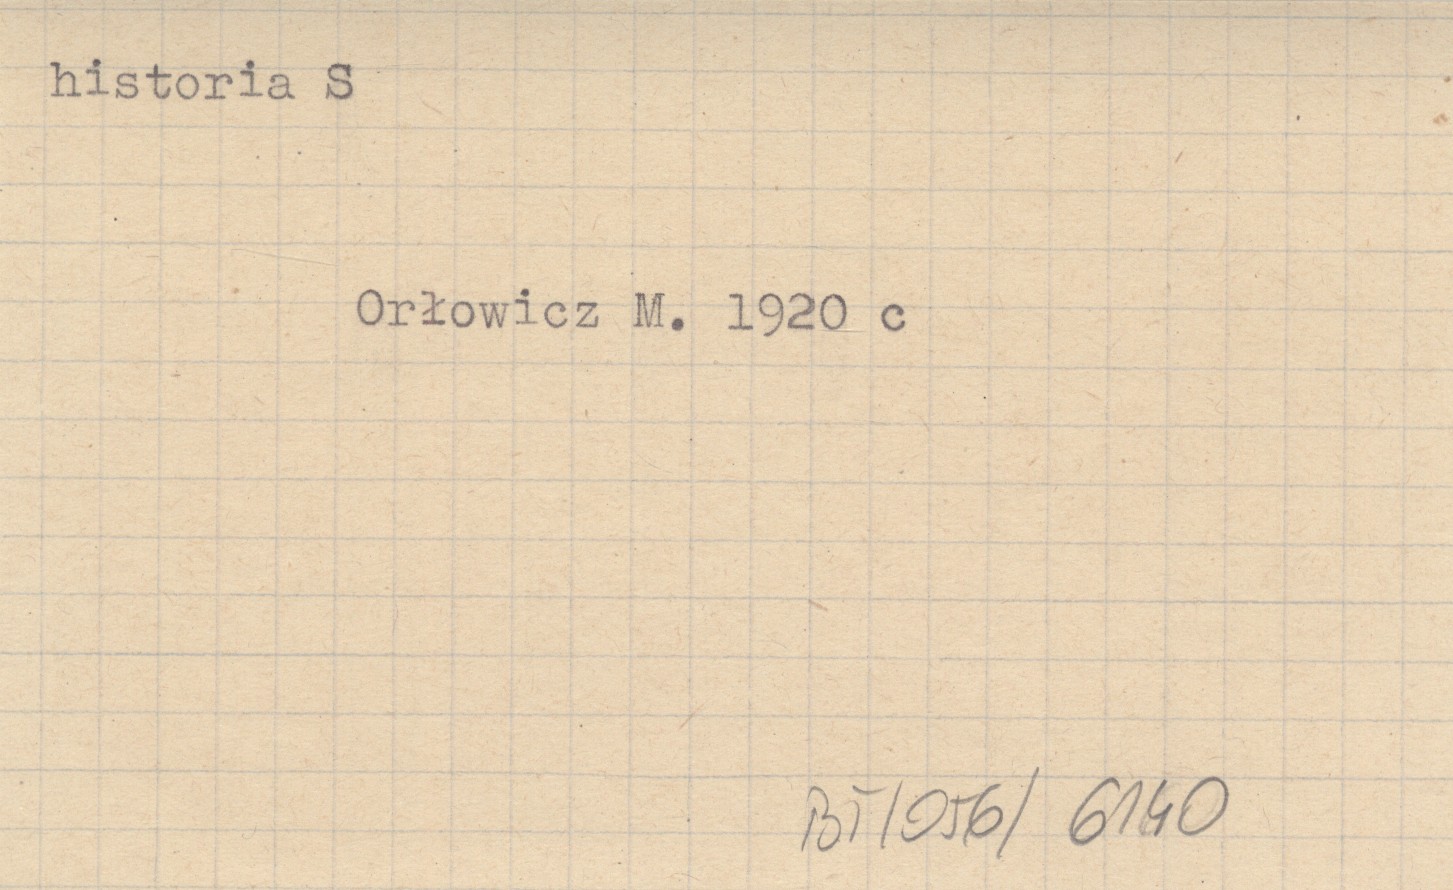 historia S
Orłowicz M. 1920 c
BT/056/ 6140